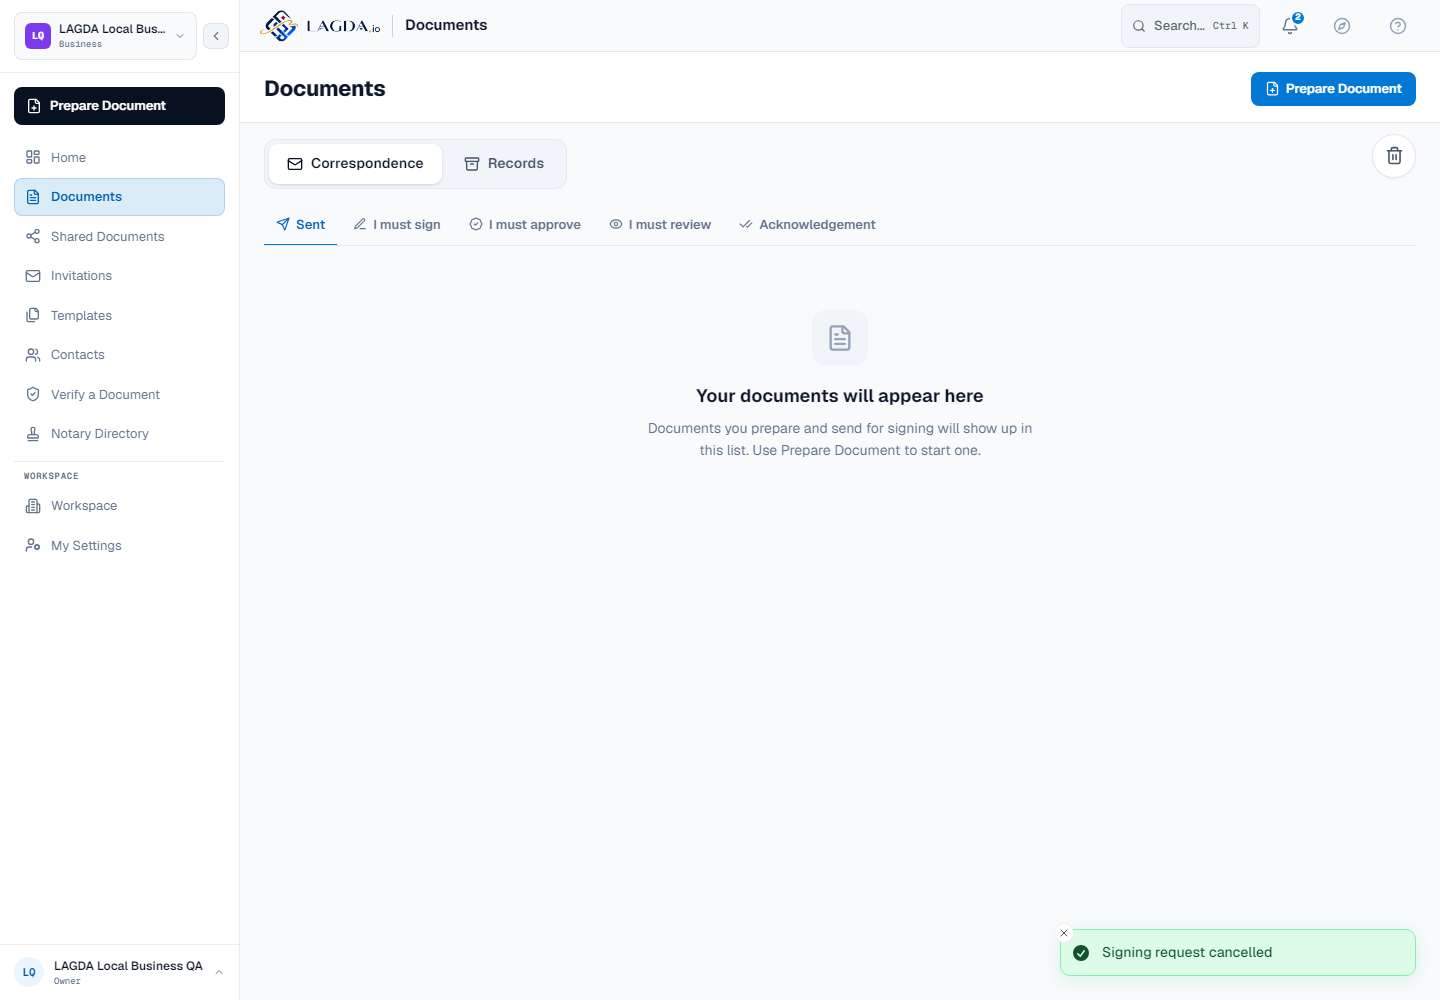 LQ
LAGDA Local Bus...
Business
LAGDA.io
Documents
Search...
Ctrl K
2
Prepare Document
Home
Documents
Shared Documents
Invitations
Templates
Contacts
Verify a Document
Notary Directory
WORKSPACE
Workspace
My Settings
LQ
LAGDA Local Business QA
Owner
Documents
Prepare Document
Correspondence
Records
Sent
I must sign
I must approve
I must review
Acknowledgement
Your documents will appear here
Documents you prepare and send for signing will show up in
this list. Use Prepare Document to start one.
Signing request cancelled